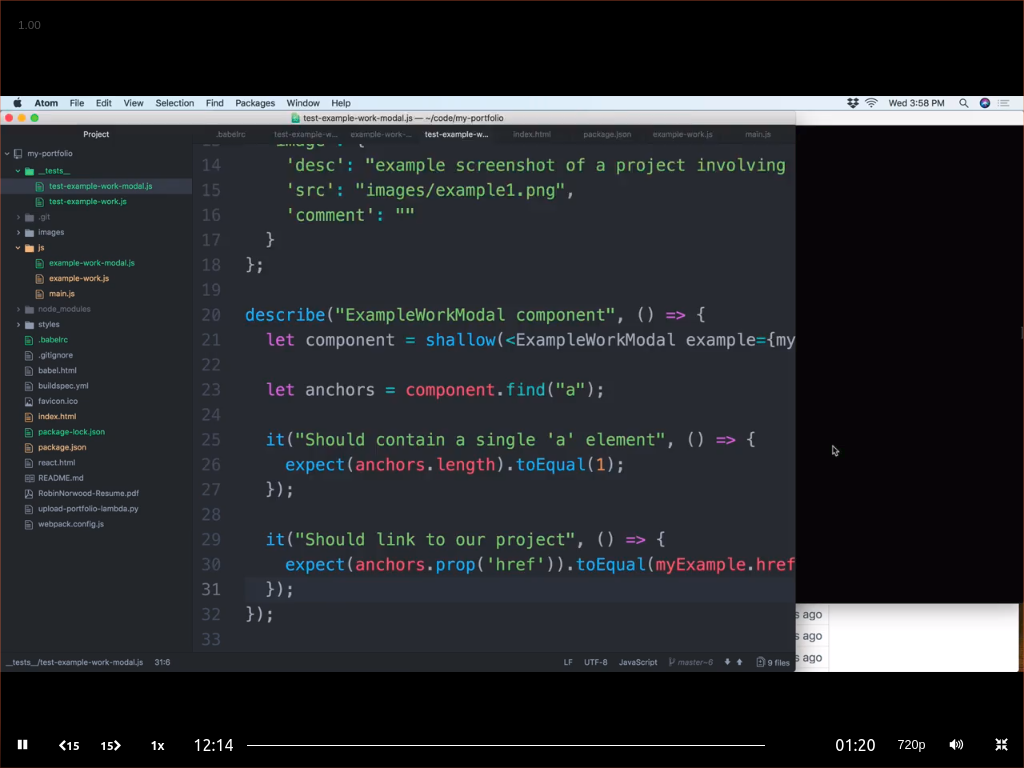 1.00
Atom File Edit View Selection Find Packages Window Help Wed 3:58 PM
test-example-work-modal.js — ~/code/my-portfolio
Project .babelrc test-example-w... example-work-... test-example-w... index.html package.json example-work.js main.js
my-portfolio
__tests__
test-example-work-modal.js
test-example-work.js
.git
images
js
example-work-modal.js
example-work.js
main.js
node_modules
styles
.babelrc
.gitignore
babel.html
buildspec.yml
favicon.ico
index.html
package-lock.json
package.json
react.html
README.md
RobinNorwood-Resume.pdf
upload-portfolio-lambda.py
webpack.config.js
14 'desc': "example screenshot of a project involving
15 'src': "images/example1.png",
16 'comment': ""
17 }
18 };
19
20 describe("ExampleWorkModal component", () => {
21 let component = shallow(<ExampleWorkModal example={my
22
23 let anchors = component.find("a");
24
25 it("Should contain a single 'a' element", () => {
26 expect(anchors.length).toEqual(1);
27 });
28
29 it("Should link to our project", () => {
30 expect(anchors.prop('href')).toEqual(myExample.href
31 });
32 });
33
s ago
s ago
s ago
__tests__/test-example-work-modal.js 31:6 LF UTF-8 JavaScript master-6 9 files
15 15 1x 12:14 01:20 720p